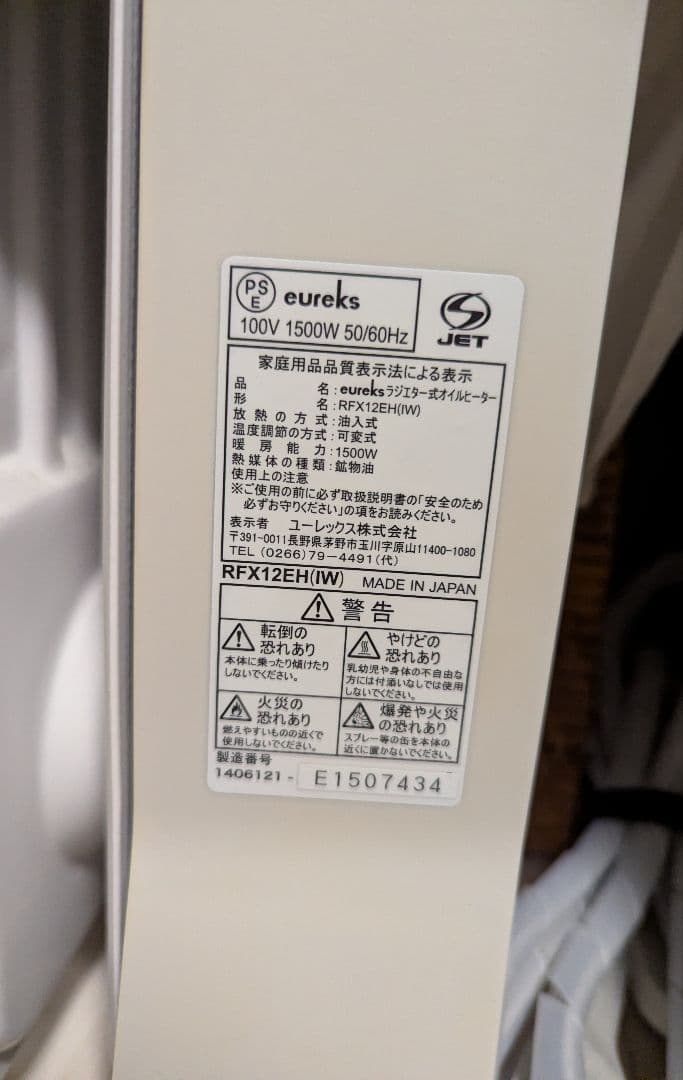 PS E eureks
100V 1500W 50/60Hz
JET
家庭用品品質表示法による表示
品名:eureksラジエター式オイルヒーター
形名:RFX12EH(IW)
放熱の方式:油入式
温度調節の方式:可変式
暖房能力:1500W
熱媒体の種類:鉱物油
使用上の注意
※ご使用の前に必ず取扱説明書の「安全のため
必ずお守りください」の項をお読みください。
表示者 ユーレックス株式会社
〒391-0011長野県茅野市玉川字原山11400-1080
TEL (0266)79-4491(代)
RFX12EH(IW) MADE IN JAPAN
警告
転倒の
恐れあり
本体に乗ったり傾けたり
しないでください。
やけどの
恐れあり
乳幼児や身体の不自由な
方には付添いなしでは使用
しないでください。
火災の
恐れあり
燃えやすいものの近くで
使用しないでください。
爆発や火災
の恐れあり
スプレー等の缶を本体の
近くに置かないでください。
製造番号
1406121- E1507434